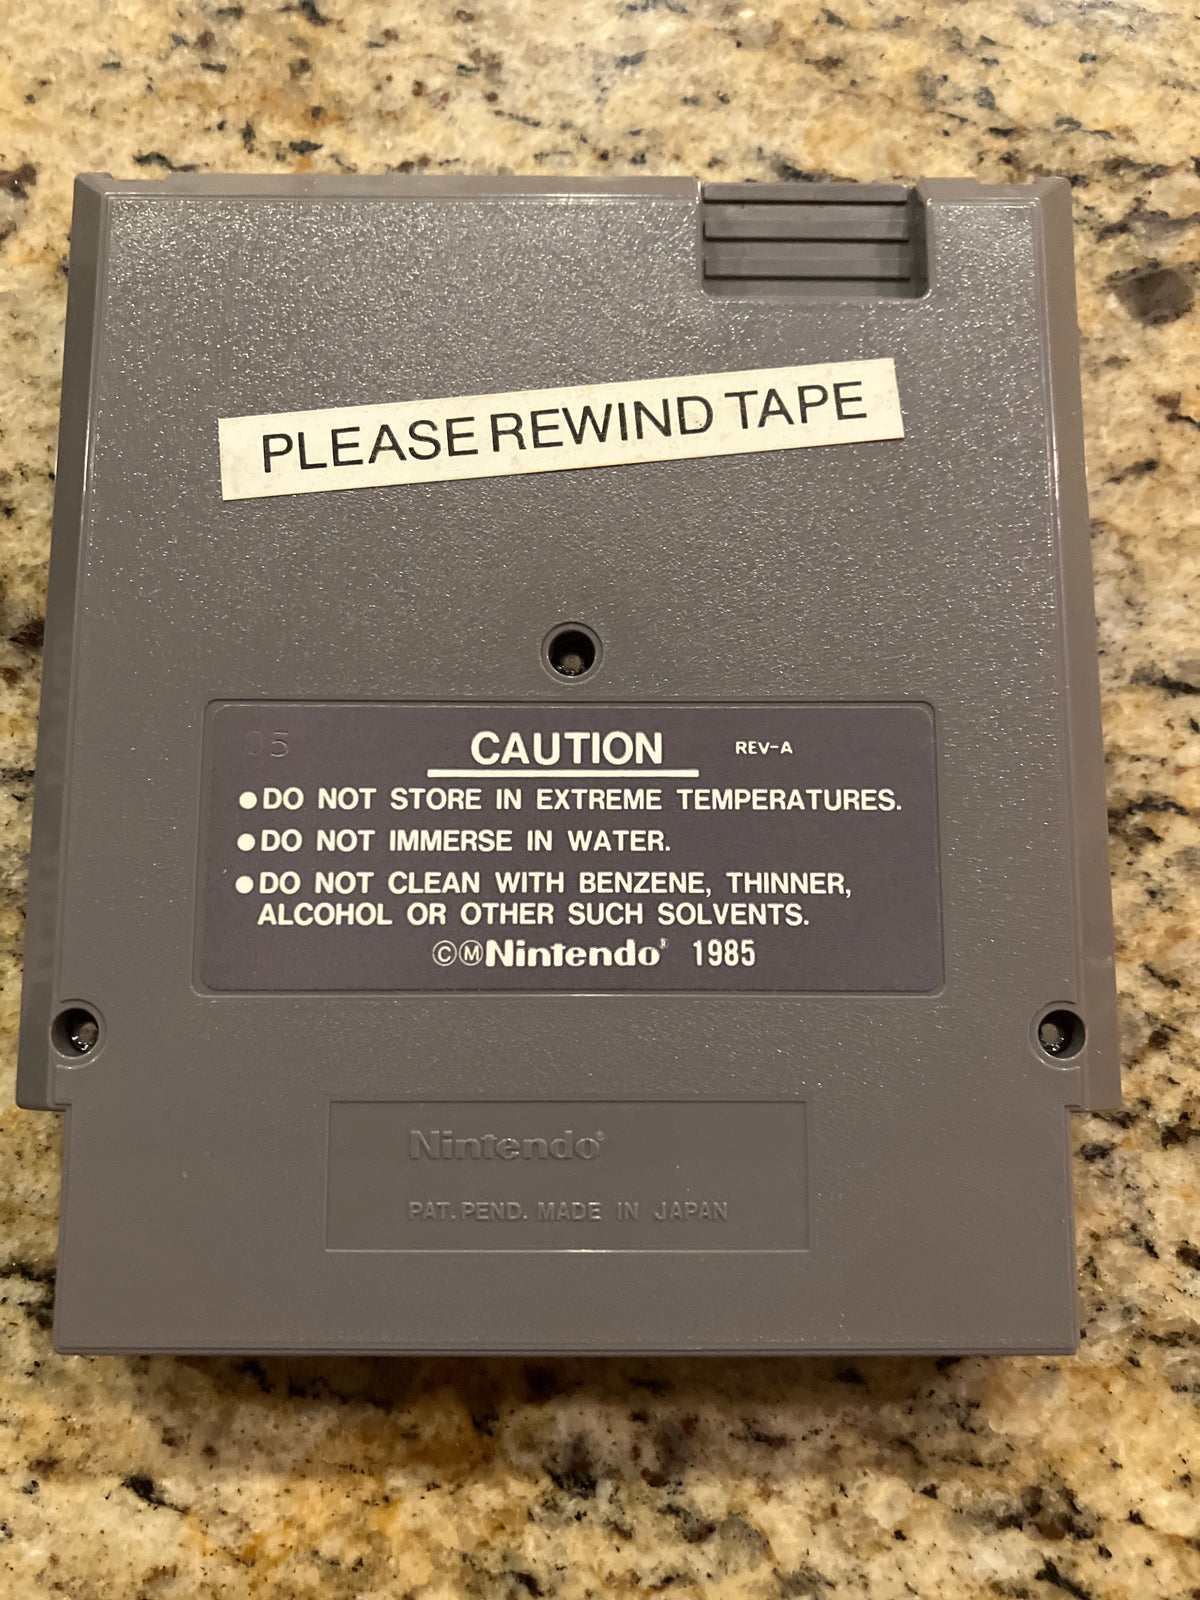 PLEASE REWIND TAPE
05
CAUTION REV-A
●DO NOT STORE IN EXTREME TEMPERATURES.
●DO NOT IMMERSE IN WATER.
●DO NOT CLEAN WITH BENZENE, THINNER,
ALCOHOL OR OTHER SUCH SOLVENTS.
©ⓂNintendo® 1985
Nintendo®
PAT. PEND. MADE IN JAPAN